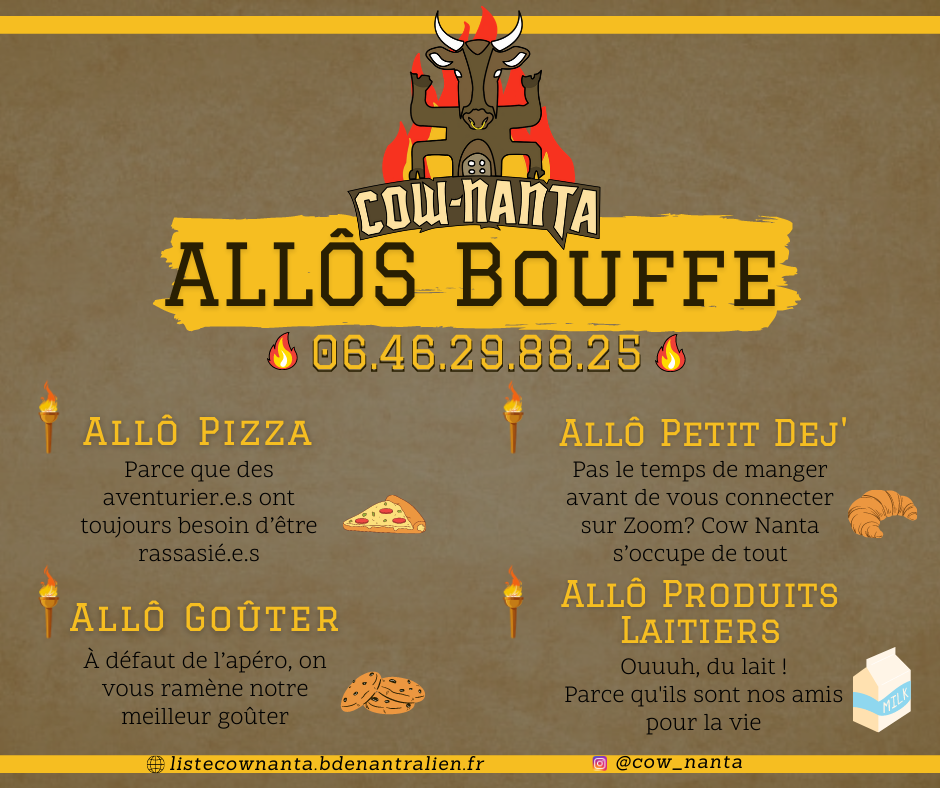 COW-NANTA
ALLÔS BOUFFE
06.46.29.88.25
ALLÔ PIZZA
Parce que des
aventurier.e.s ont
toujours besoin d’être
rassasié.e.s
ALLÔ PETIT DEJ'
Pas le temps de manger
avant de vous connecter
sur Zoom? Cow Nanta
s’occupe de tout
ALLÔ GOÛTER
À défaut de l’apéro, on
vous ramène notre
meilleur goûter
ALLÔ PRODUITS
LAITIERS
Ouuuh, du lait !
Parce qu'ils sont nos amis
pour la vie
MILK
listecownanta.bdenantralien.fr
@cow_nanta